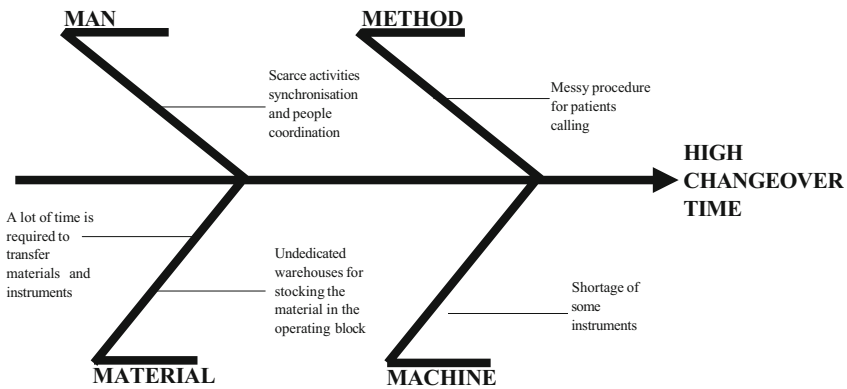 MAN
METHOD
Scarce activities
synchronisation
and people
coordination
Messy procedure
for patients
calling
HIGH
CHANGEOVER
TIME
A lot of time is
required to
transfer
materials and
instruments
Undedicated
warehouses for
stocking the
material in the
operating block
Shortage of
some
instruments
MATERIAL
MACHINE